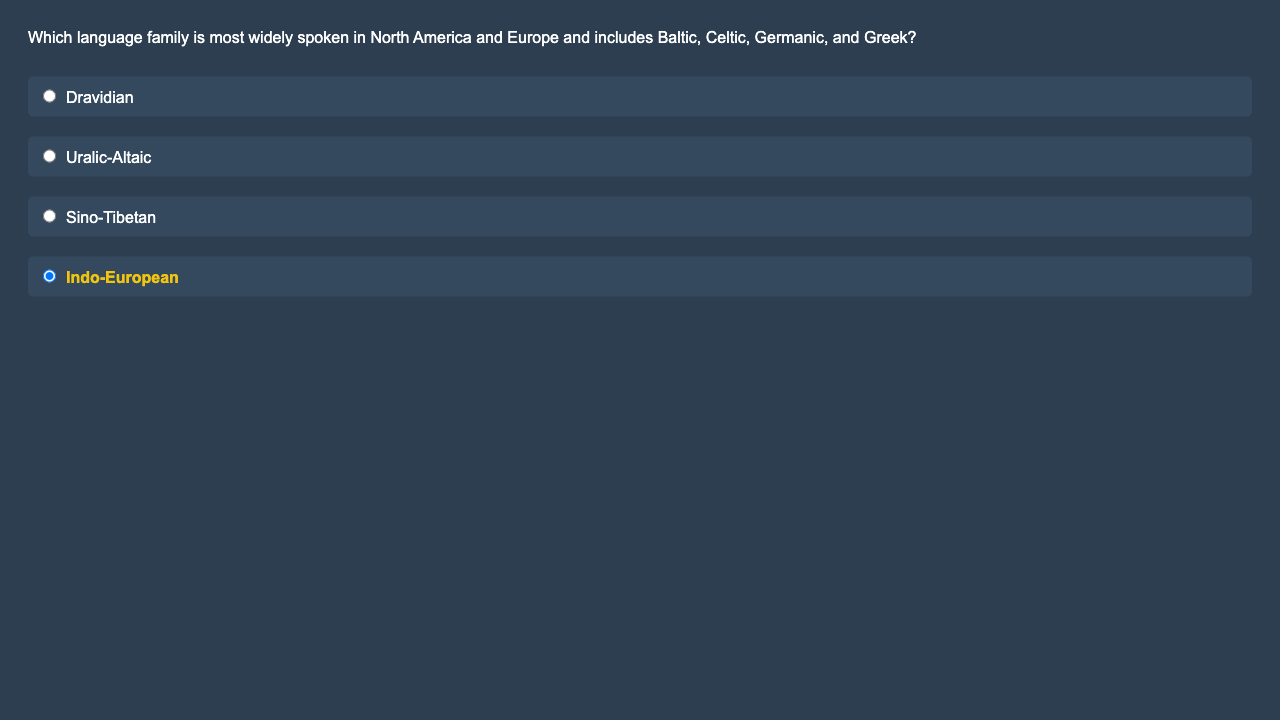 Which language family is most widely spoken in North America and Europe and includes Baltic, Celtic, Germanic, and Greek?
Dravidian
Uralic-Altaic
Sino-Tibetan
Indo-European